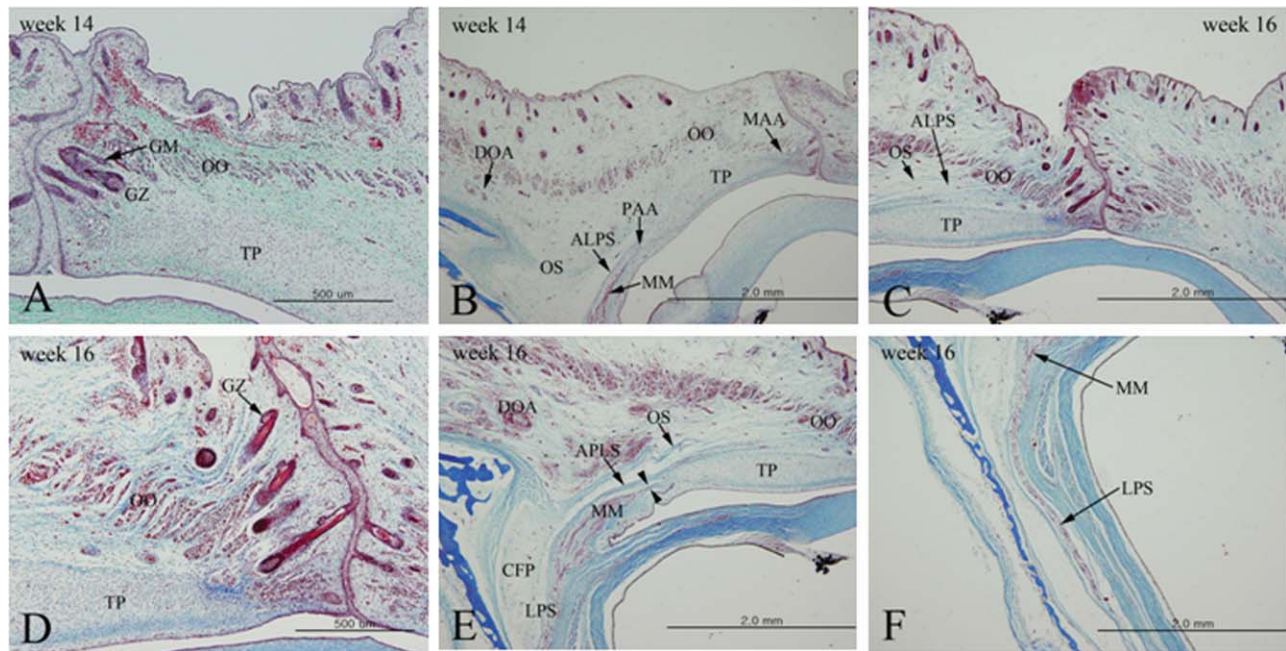 week 14
GM
OO
GZ
TP
A
500 um
week 14
MAA
OO
DOA
TP
PAA
ALPS
OS
MM
B
2.0 mm
week 16
ALPS
OS
OO
TP
C
2.0 mm
week 16
GZ
OO
TP
D
500 um
week 16
DOA
OS
OO
APLS
TP
MM
CFP
LPS
E
2.0 mm
week 16
MM
LPS
F
2.0 mm